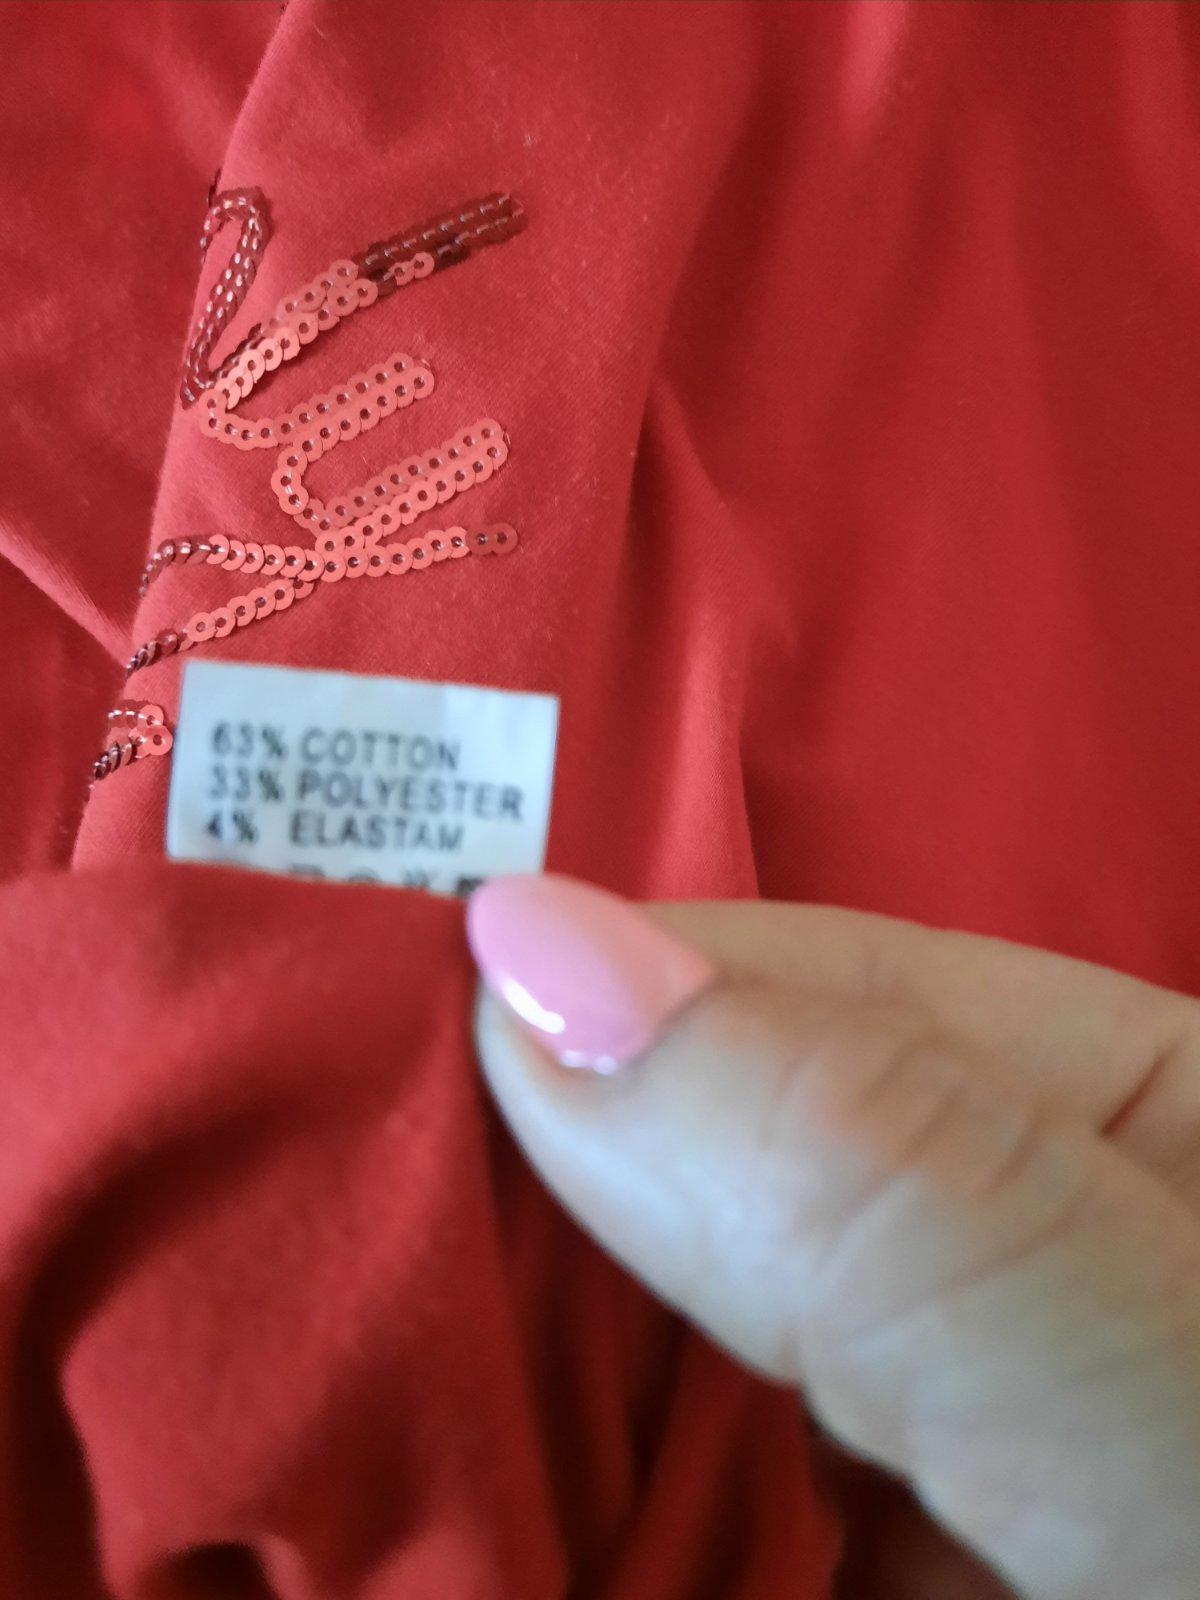 63% COTTON
33% POLYESTER
4% ELASTAM